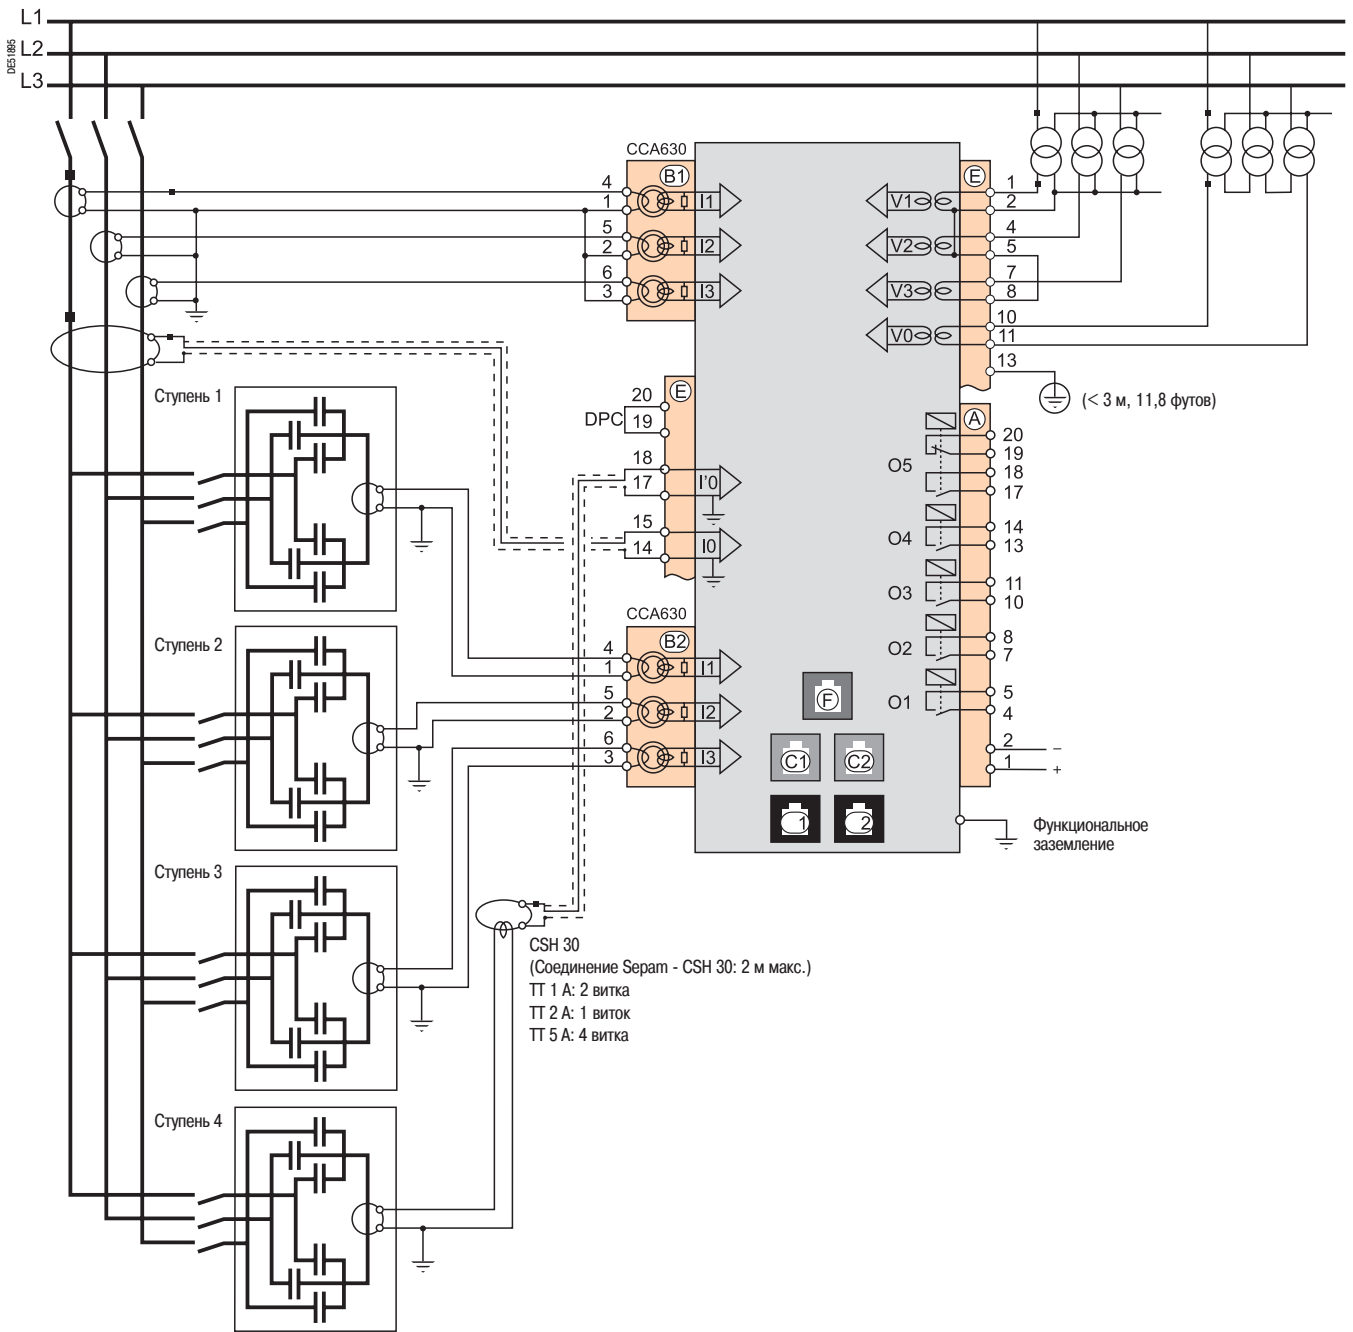 L1
DE51895
L2
L3
CCA630
B1
4
1
I1
5
2
I2
6
3
I3
E
V1
1
2
V2
4
5
V3
7
8
V0
10
11
13
(< 3 м, 11,8 футов)
Ступень 1
E
20
DPC
19
18
17
I'0
15
14
I0
A
20
19
O5
18
17
14
O4
13
11
O3
10
8
O2
7
5
O1
4
2
–
1
+
Ступень 2
CCA630
B2
4
1
I1
5
2
I2
6
3
I3
F
C1
C2
1
2
Функциональное
заземление
Ступень 3
CSH 30
(Соединение Sepam - CSH 30: 2 м макс.)
ТТ 1 А: 2 витка
ТТ 2 А: 1 виток
ТТ 5 А: 4 витка
Ступень 4